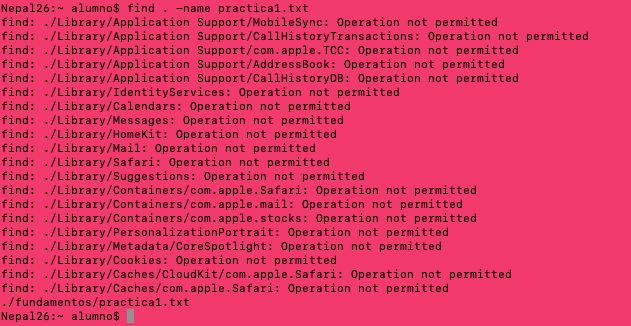 Nepal26:~ alumno$ find . -name practica1.txt
find: ./Library/Application Support/MobileSync: Operation not permitted
find: ./Library/Application Support/CallHistoryTransactions: Operation not permitted
find: ./Library/Application Support/com.apple.TCC: Operation not permitted
find: ./Library/Application Support/AddressBook: Operation not permitted
find: ./Library/Application Support/CallHistoryDB: Operation not permitted
find: ./Library/IdentityServices: Operation not permitted
find: ./Library/Calendars: Operation not permitted
find: ./Library/Messages: Operation not permitted
find: ./Library/HomeKit: Operation not permitted
find: ./Library/Mail: Operation not permitted
find: ./Library/Safari: Operation not permitted
find: ./Library/Suggestions: Operation not permitted
find: ./Library/Containers/com.apple.Safari: Operation not permitted
find: ./Library/Containers/com.apple.mail: Operation not permitted
find: ./Library/Containers/com.apple.stocks: Operation not permitted
find: ./Library/PersonalizationPortrait: Operation not permitted
find: ./Library/Metadata/CoreSpotlight: Operation not permitted
find: ./Library/Cookies: Operation not permitted
find: ./Library/Caches/CloudKit/com.apple.Safari: Operation not permitted
find: ./Library/Caches/com.apple.Safari: Operation not permitted
./fundamentos/practica1.txt
Nepal26:~ alumno$